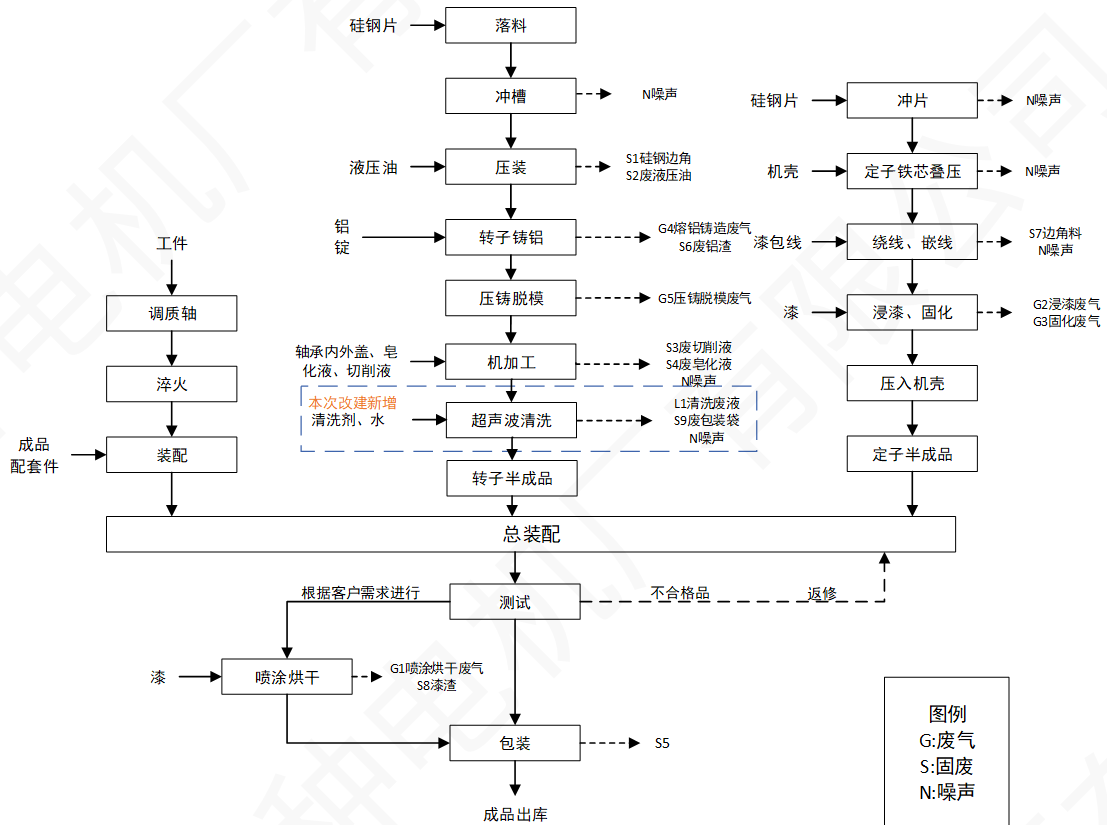 硅钢片
落料
冲槽
N噪声
液压油
压装
S1硅钢边角
S2废液压油
铝
锭
转子铸铝
G4熔铝铸造废气
S6废铝渣
压铸脱模
G5压铸脱模废气
轴承内外盖、皂
化液、切削液
机加工
S3废切削液
S4废皂化液
N噪声
本次改建新增
清洗剂、水
超声波清洗
L1清洗废液
S9废包装袋
N噪声
转子半成品
硅钢片
冲片
N噪声
机壳
定子铁芯叠压
N噪声
漆包线
绕线、嵌线
S7边角料
N噪声
漆
浸漆、固化
G2浸漆废气
G3固化废气
压入机壳
定子半成品
工件
调质轴
淬火
成品
配套件
装配
总装配
根据客户需求进行
测试
不合格品
返修
漆
喷涂烘干
G1喷涂烘干废气
S8漆渣
包装
S5
成品出库
图例
G:废气
S:固废
N:噪声
种电机厂有限公司